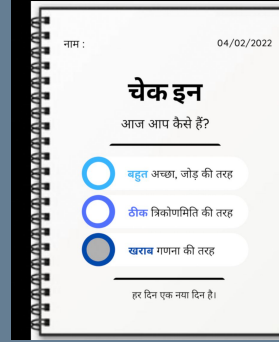 नाम :
04/02/2022
चेक इन
आज आप कैसे हैं?
बहुत अच्छा, जोड़ की तरह
ठीक त्रिकोणमिति की तरह
खराब गणना की तरह
हर दिन एक नया दिन है।